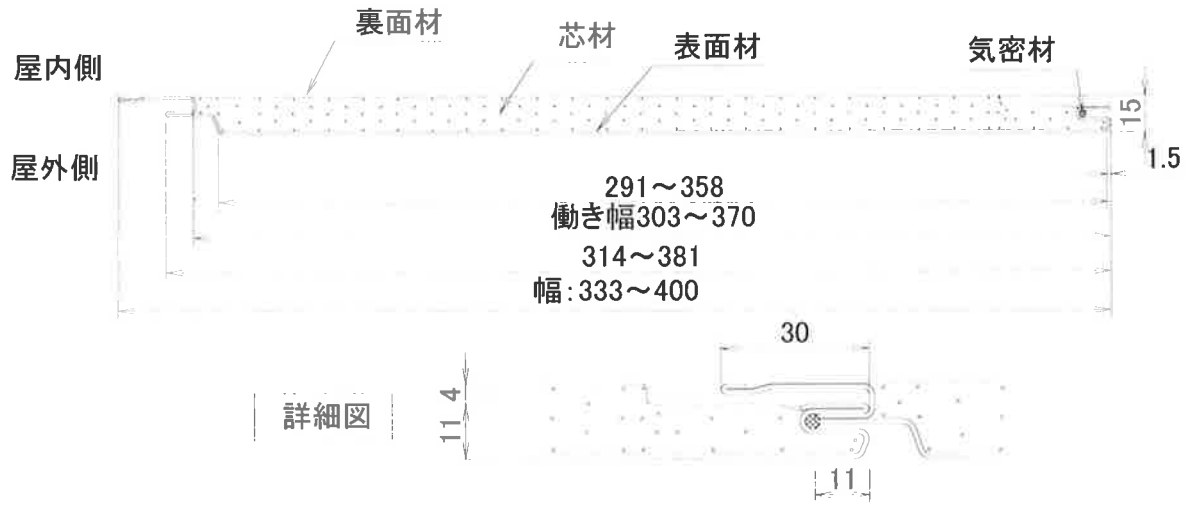 裏面材
芯材
表面材
気密材
屋内側
15
屋外側
1.5
291～358
働き幅303～370
314～381
幅：333～400
30
4
詳細図
11
11